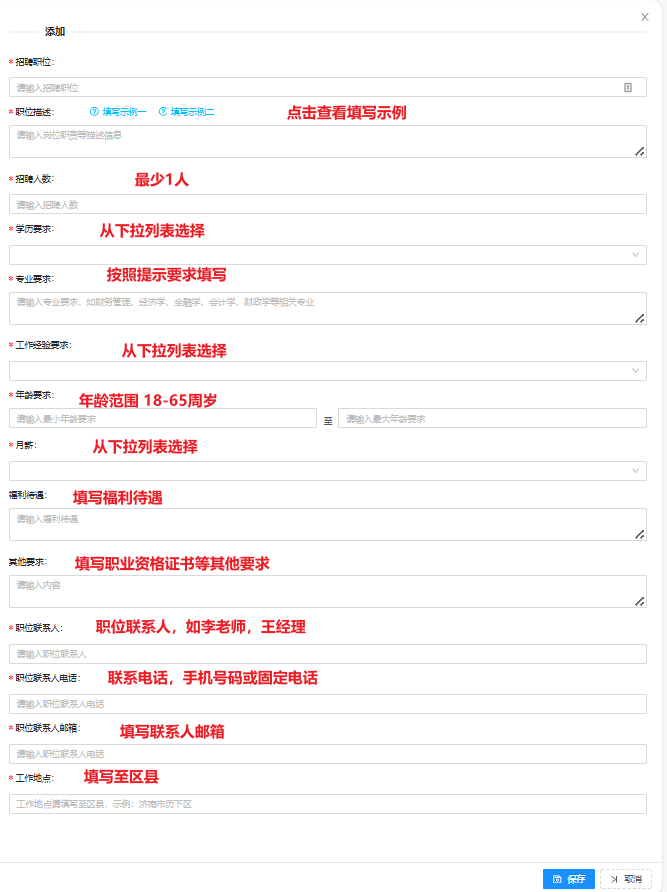 添加
* 招聘职位:
请输入招聘职位
* 职位描述: 填写示例一 填写示例二 点击查看填写示例
请输入岗位职责等描述信息
* 招聘人数: 最少1人
请输入招聘人数
* 学历要求: 从下拉列表选择
* 专业要求: 按照提示要求填写
请输入专业要求，如财务管理、经济学、金融学、会计学、财政学等相关专业
* 工作经验要求: 从下拉列表选择
* 年龄要求: 年龄范围 18-65周岁
请输入最小年龄要求 至 请输入最大年龄要求
* 月薪: 从下拉列表选择
福利待遇: 填写福利待遇
请输入福利待遇
其他要求: 填写职业资格证书等其他要求
请输入内容
* 职位联系人: 职位联系人，如李老师，王经理
请输入职位联系人
* 职位联系人电话: 联系电话，手机号码或固定电话
请输入职位联系人电话
* 职位联系人邮箱: 填写联系人邮箱
请输入职位联系人电话
* 工作地点: 填写至区县
工作地点请填写至区县，示例：济南市历下区
保存 取消